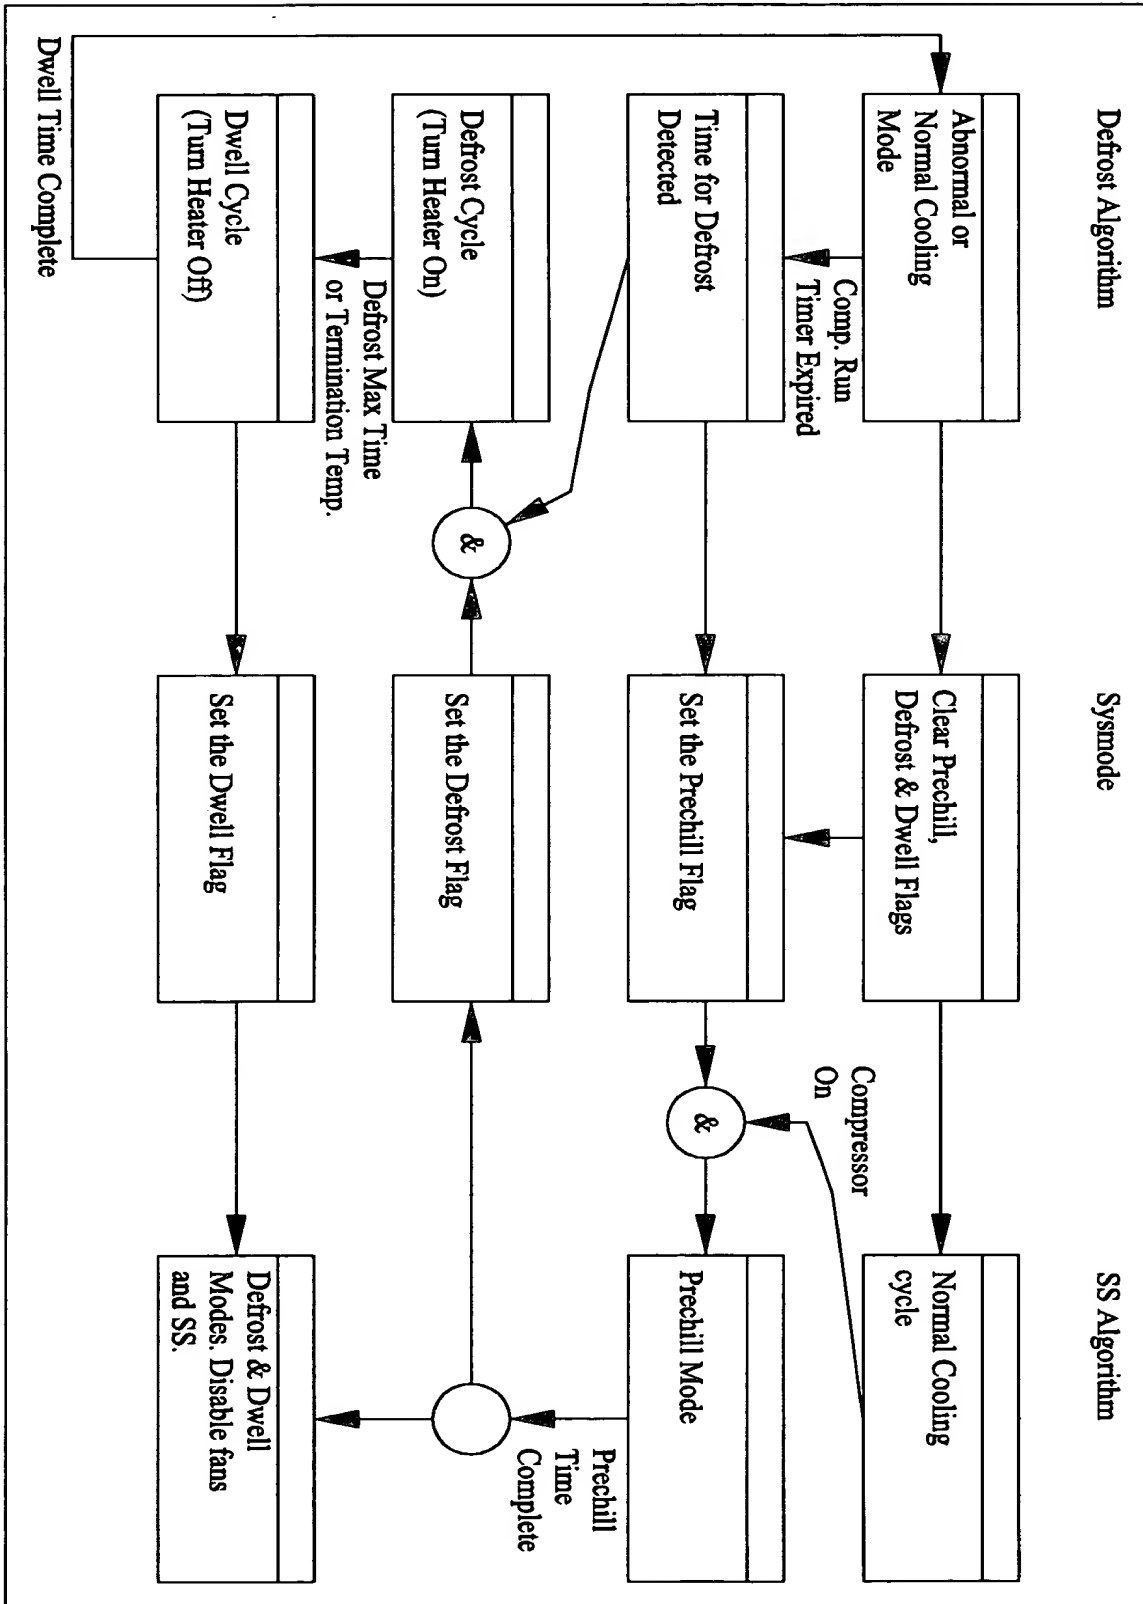 Defrost Algorithm
Sysmode
SS Algorithm
Abnormal or
Normal Cooling
Mode
Clear Prechill,
Defrost & Dwell Flags
Normal Cooling
cycle
Comp. Run
Timer Expired
Compressor
On
Time for Defrost
Detected
Set the Prechill Flag
&
Prechill Mode
Prechill
Time
Complete
Defrost Cycle
(Turn Heater On)
&
Set the Defrost Flag
Defrost Max Time
or Termination Temp.
Dwell Cycle
(Turn Heater Off)
Set the Dwell Flag
Defrost & Dwell
Modes. Disable fans
and SS.
Dwell Time Complete